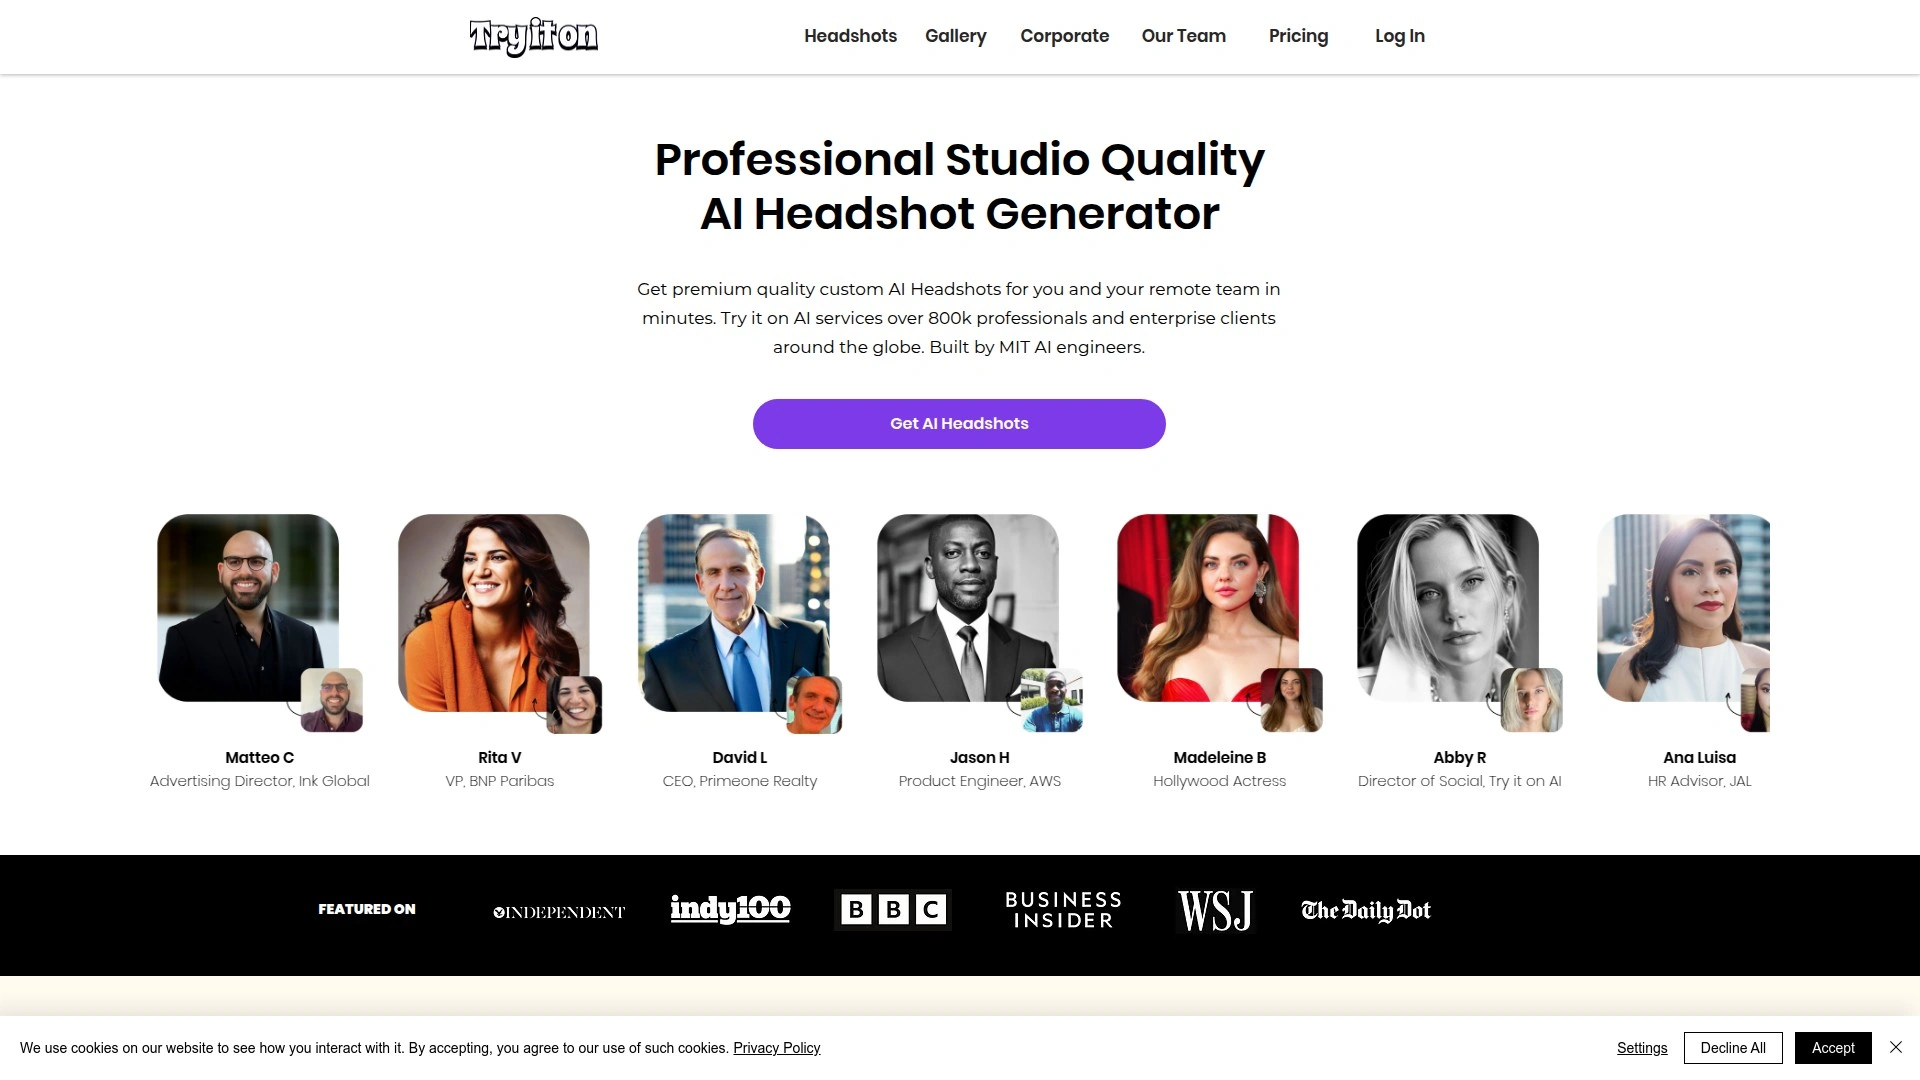 Tryiton
Headshots
Gallery
Corporate
Our Team
Pricing
Log In
Professional Studio Quality
AI Headshot Generator
Get premium quality custom AI Headshots for you and your remote team in
minutes. Try it on AI services over 800k professionals and enterprise clients
around the globe. Built by MIT AI engineers.
Get AI Headshots
Matteo C
Advertising Director, Ink Global
Rita V
VP, BNP Paribas
David L
CEO, Primeone Realty
Jason H
Product Engineer, AWS
Madeleine B
Hollywood Actress
Abby R
Director of Social, Try it on AI
Ana Luisa
HR Advisor, JAL
FEATURED ON
INDEPENDENT
indy100
BBC
BUSINESS
INSIDER
WSJ
The Daily Dot
We use cookies on our website to see how you interact with it. By accepting, you agree to our use of such cookies. Privacy Policy
Settings
Decline All
Accept